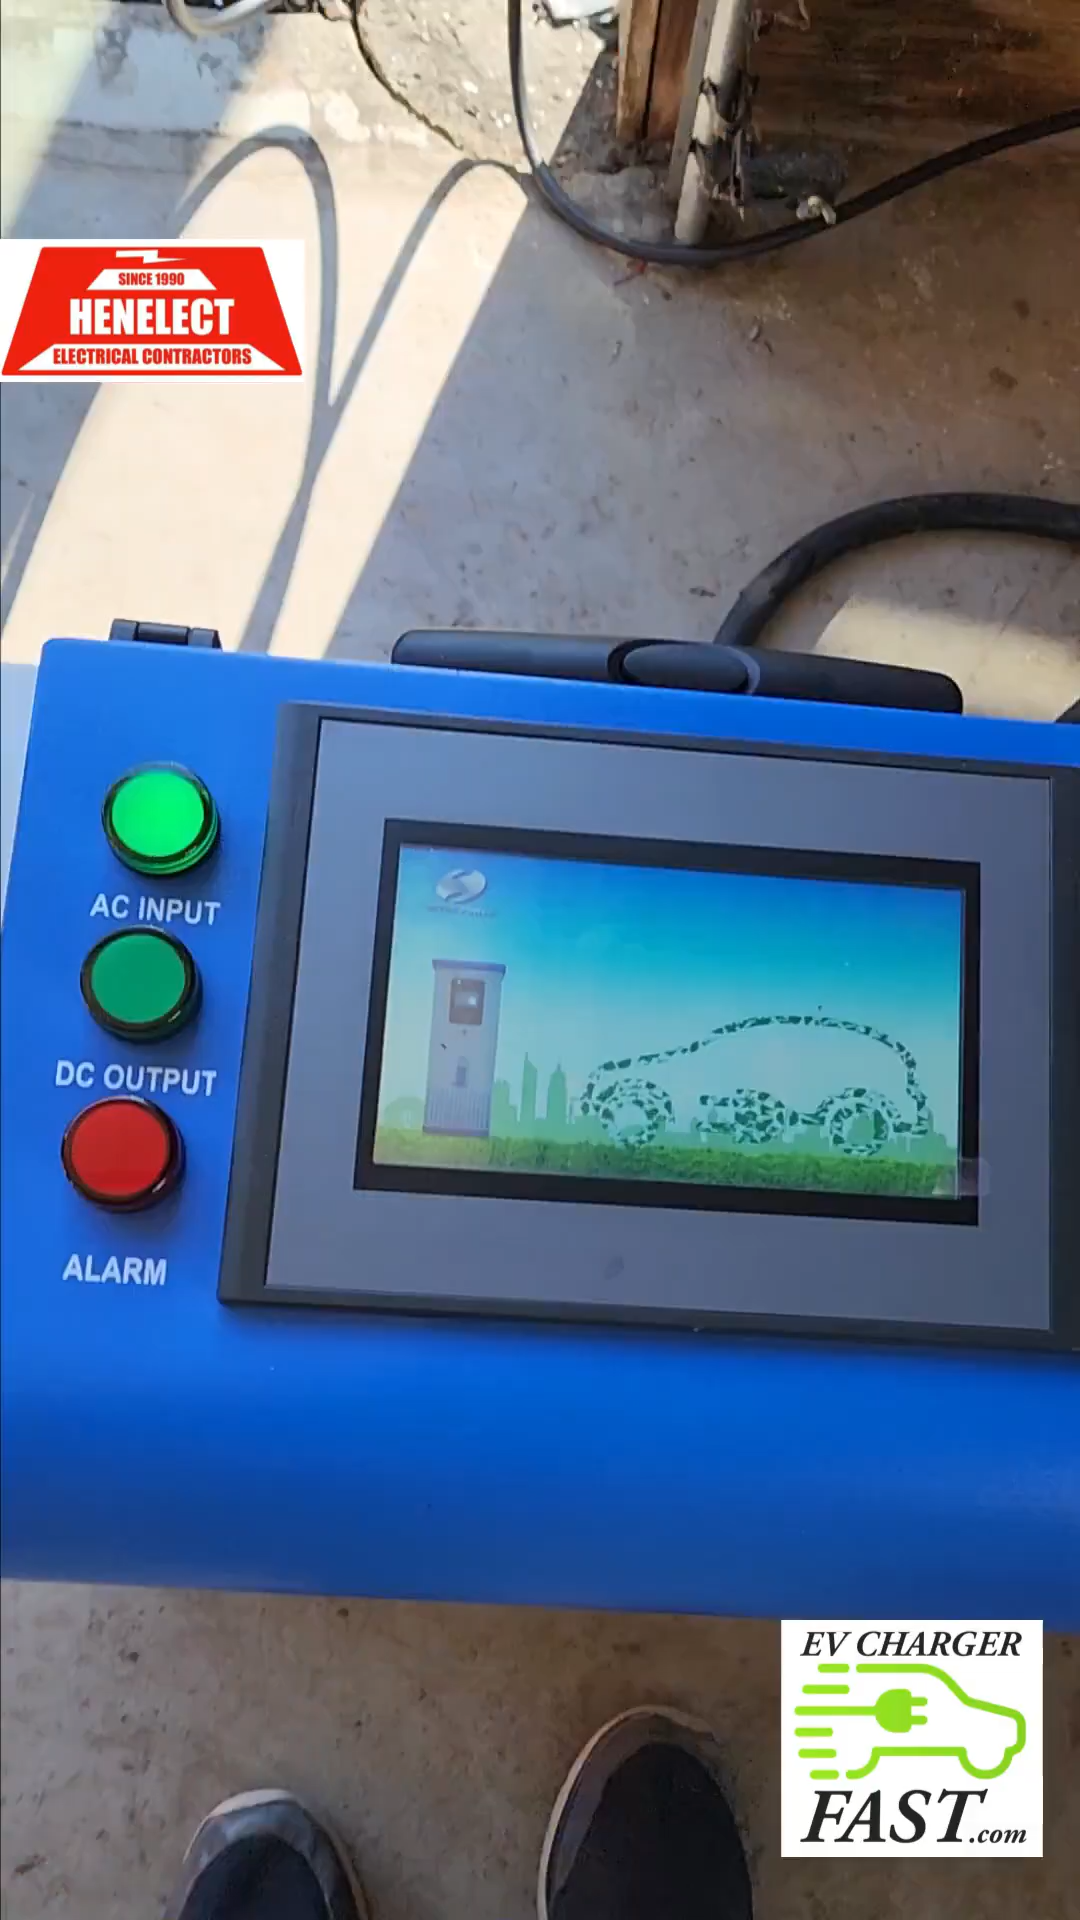 SINCE 1990
HENELECT
ELECTRICAL CONTRACTORS
AC INPUT
DC OUTPUT
ALARM
EV CHARGER
FAST.com